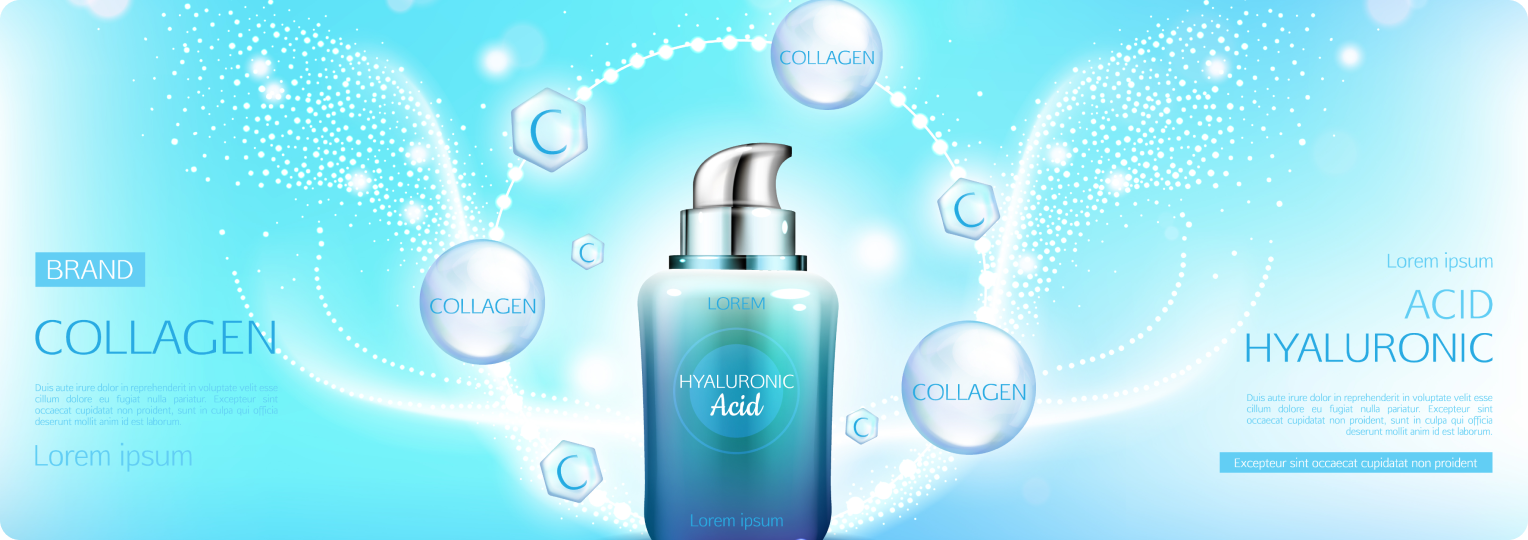 BRAND
COLLAGEN
Duis aute irure dolor in reprehenderit in voluptate velit esse
cillum dolore eu fugiat nulla pariatur. Excepteur sint
occaecat cupidatat non proident, sunt in culpa qui officia
deserunt mollit anim id est laborum.
Lorem ipsum
COLLAGEN
C
C
COLLAGEN
C
COLLAGEN
C
C
LOREM
HYALURONIC
Acid
Lorem ipsum
Lorem ipsum
ACID
HYALURONIC
Duis aute irure dolor in reprehenderit in voluptate velit esse
cillum dolore eu fugiat nulla pariatur. Excepteur sint
occaecat cupidatat non proident, sunt in culpa qui officia
deserunt mollit anim id est laborum.
Excepteur sint occaecat cupidatat non proident